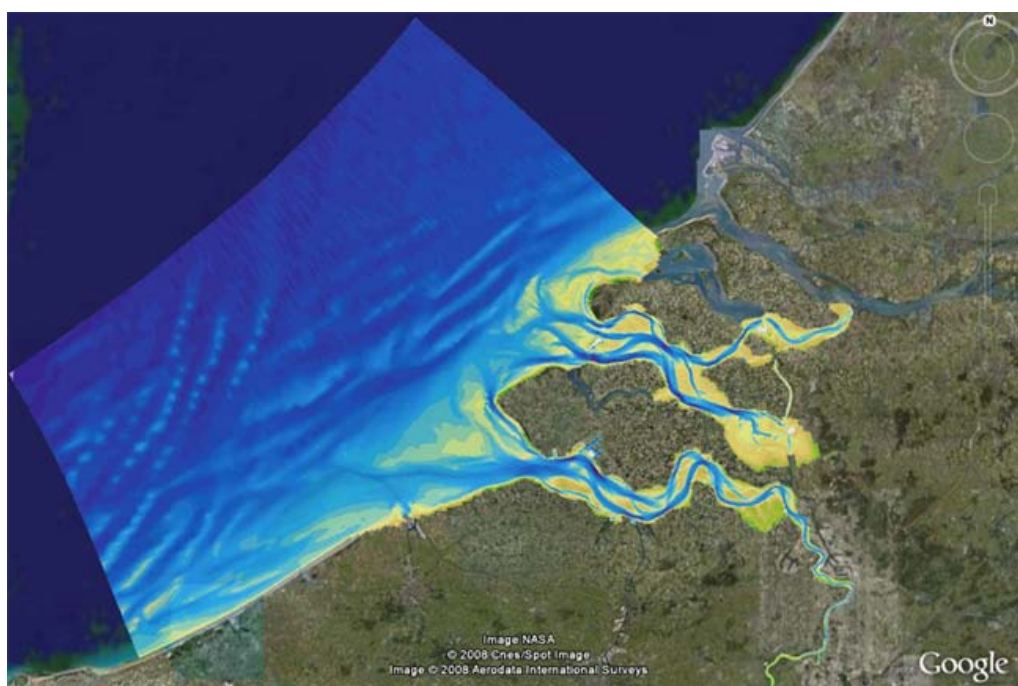 N
Image NASA
© 2008 Cnes/Spot Image
Image © 2008 Aerodata International Surveys
Google